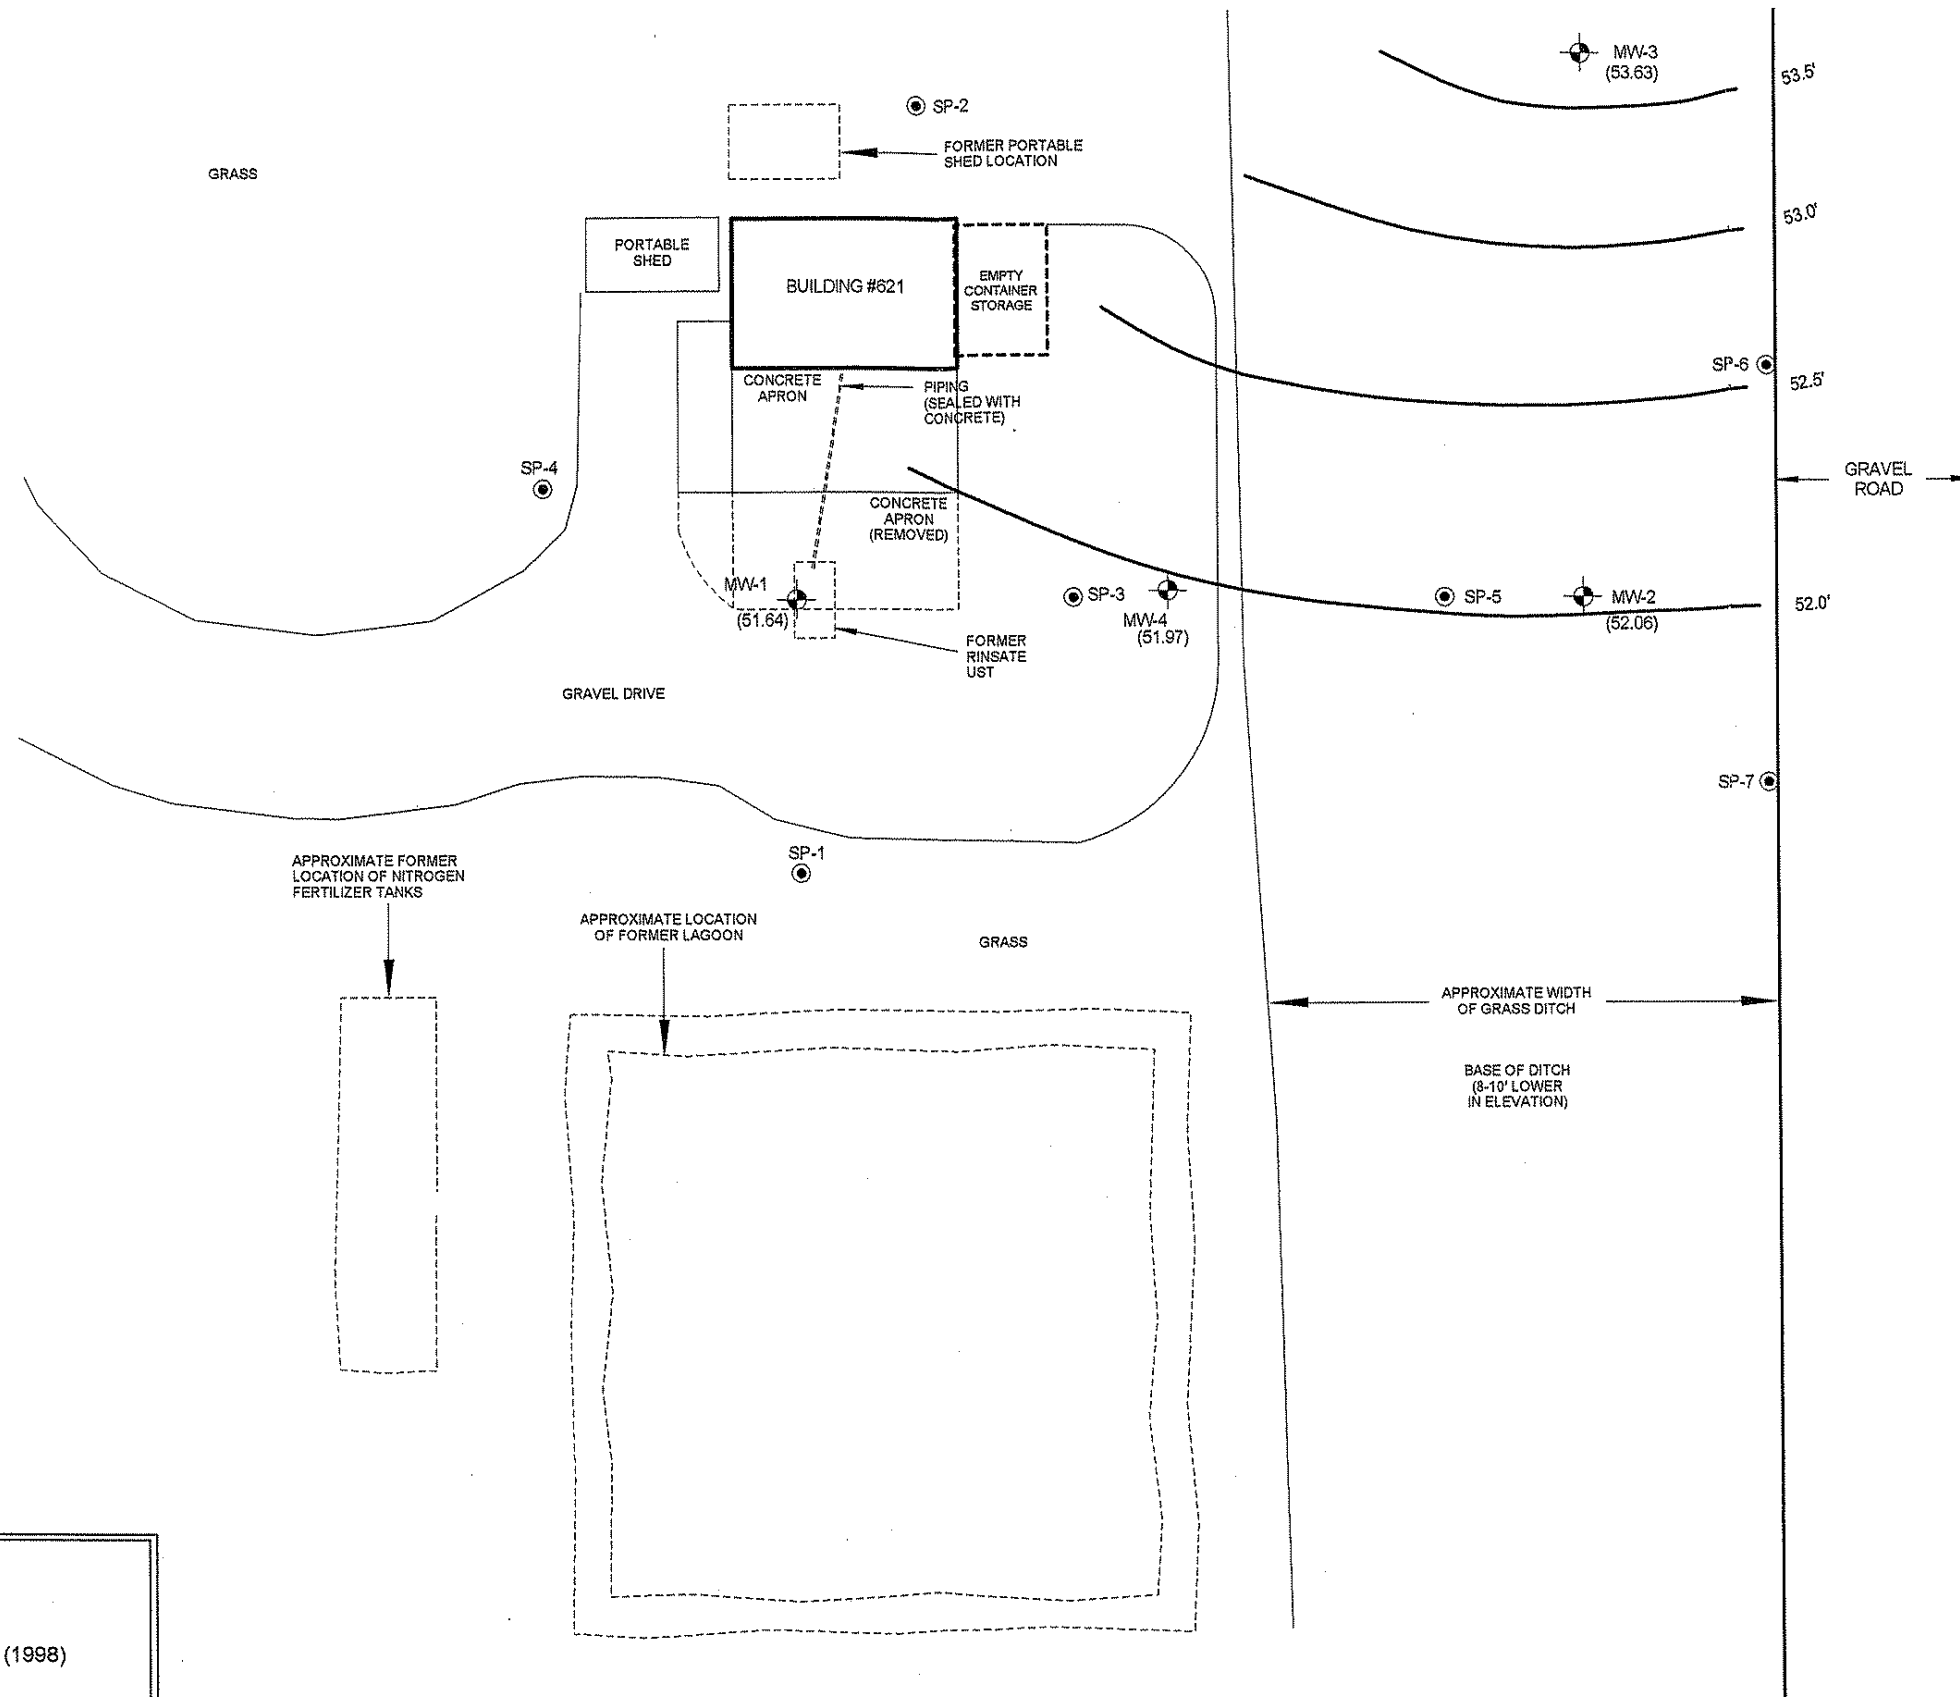 MW-3
(53.63)
53.5'
SP-2
FORMER PORTABLE
SHED LOCATION
GRASS
53.0'
PORTABLE
SHED
BUILDING #621
EMPTY
CONTAINER
STORAGE
SP-6
52.5'
CONCRETE
APRON
PIPING
(SEALED WITH
CONCRETE)
SP-4
GRAVEL
ROAD
CONCRETE
APRON
(REMOVED)
MW-1
(51.64)
SP-3
MW-4
(51.97)
SP-5
MW-2
(52.06)
52.0'
FORMER
RINSATE
UST
GRAVEL DRIVE
SP-7
SP-1
APPROXIMATE FORMER
LOCATION OF NITROGEN
FERTILIZER TANKS
APPROXIMATE LOCATION
OF FORMER LAGOON
GRASS
APPROXIMATE WIDTH
OF GRASS DITCH
BASE OF DITCH
(8-10' LOWER
IN ELEVATION)
(1998)